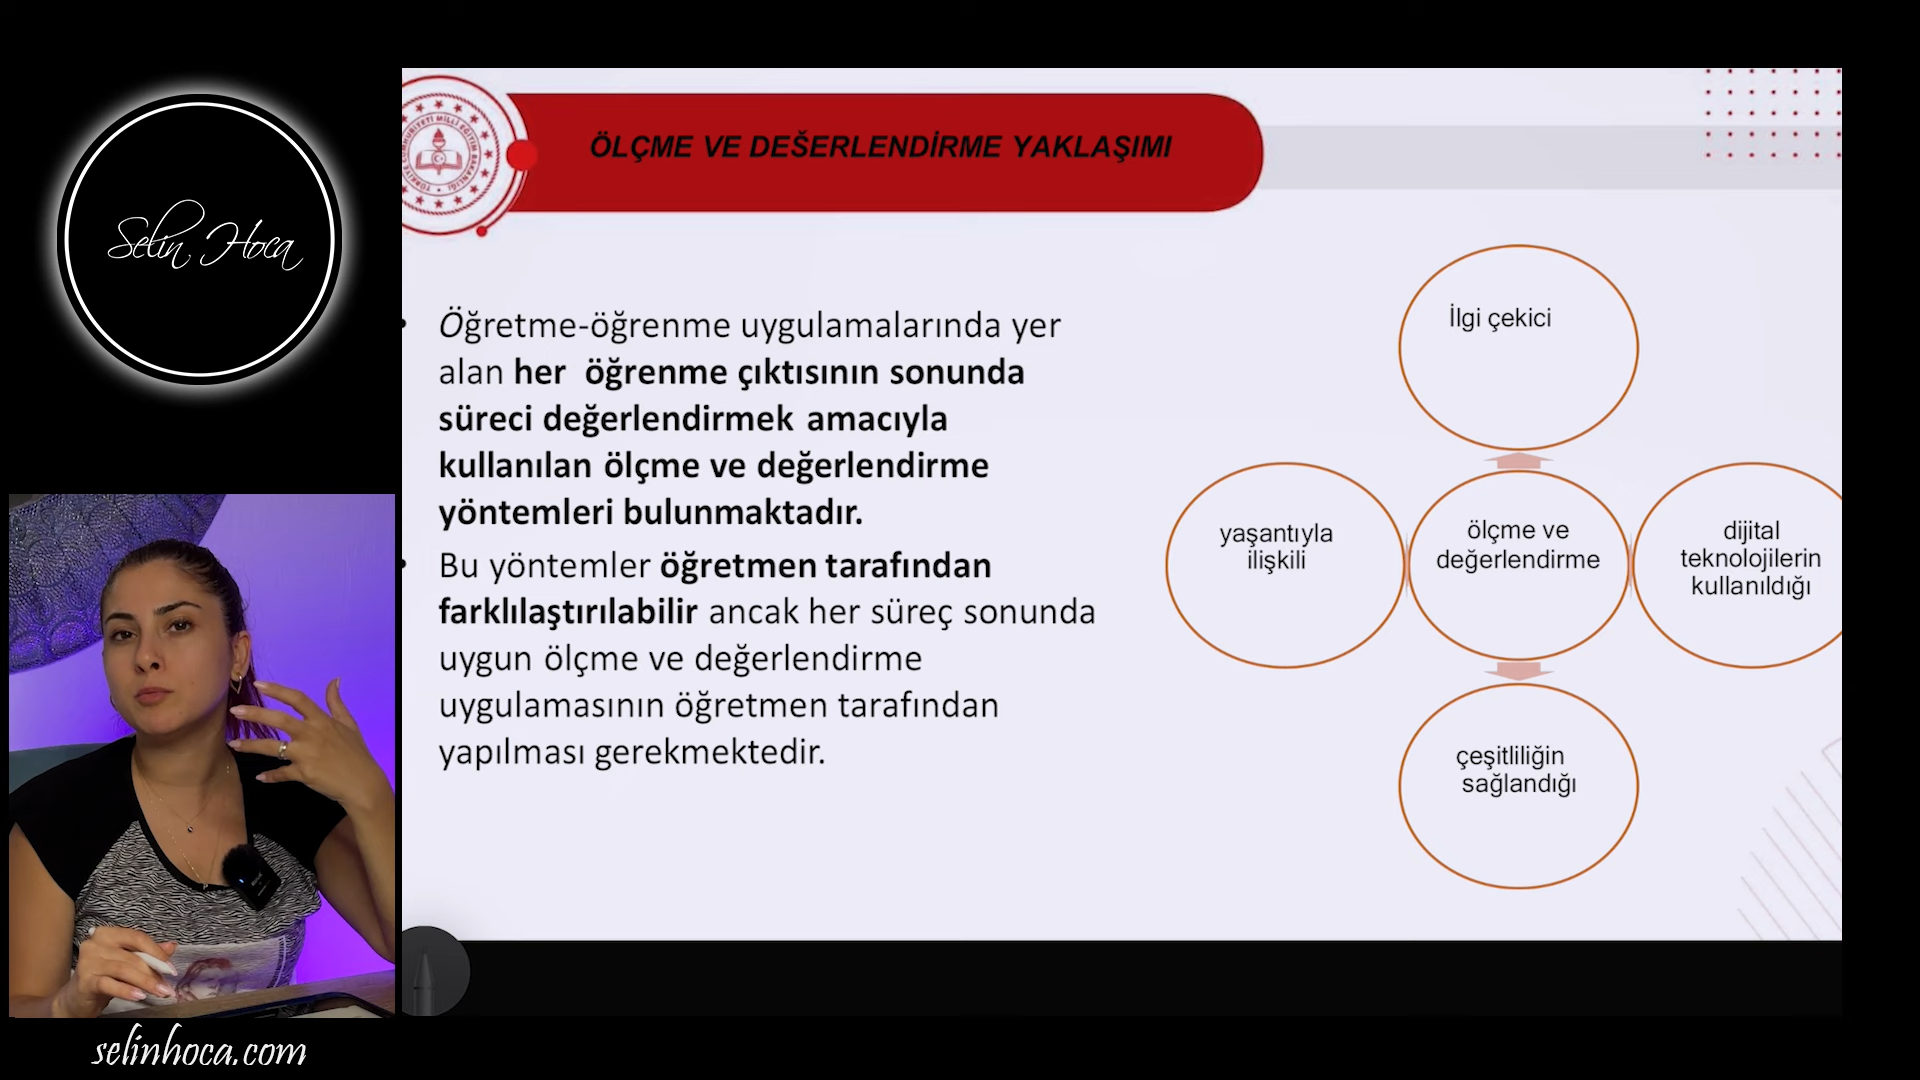 Selin Hoca
ÖLÇME VE DEŠERLENDİRME YAKLAŞIMI
Öğretme-öğrenme uygulamalarında yer
alan her öğrenme çıktısının sonunda
süreci değerlendirmek amacıyla
kullanılan ölçme ve değerlendirme
yöntemleri bulunmaktadır.
Bu yöntemler öğretmen tarafından
farklılaştırılabilir ancak her süreç sonunda
uygun ölçme ve değerlendirme
uygulamasının öğretmen tarafından
yapılması gerekmektedir.
İlgi çekici
yaşantıyla
ilişkili
ölçme ve
değerlendirme
dijital
teknolojilerin
kullanıldığı
çeşitliliğin
sağlandığı
selinhoca.com